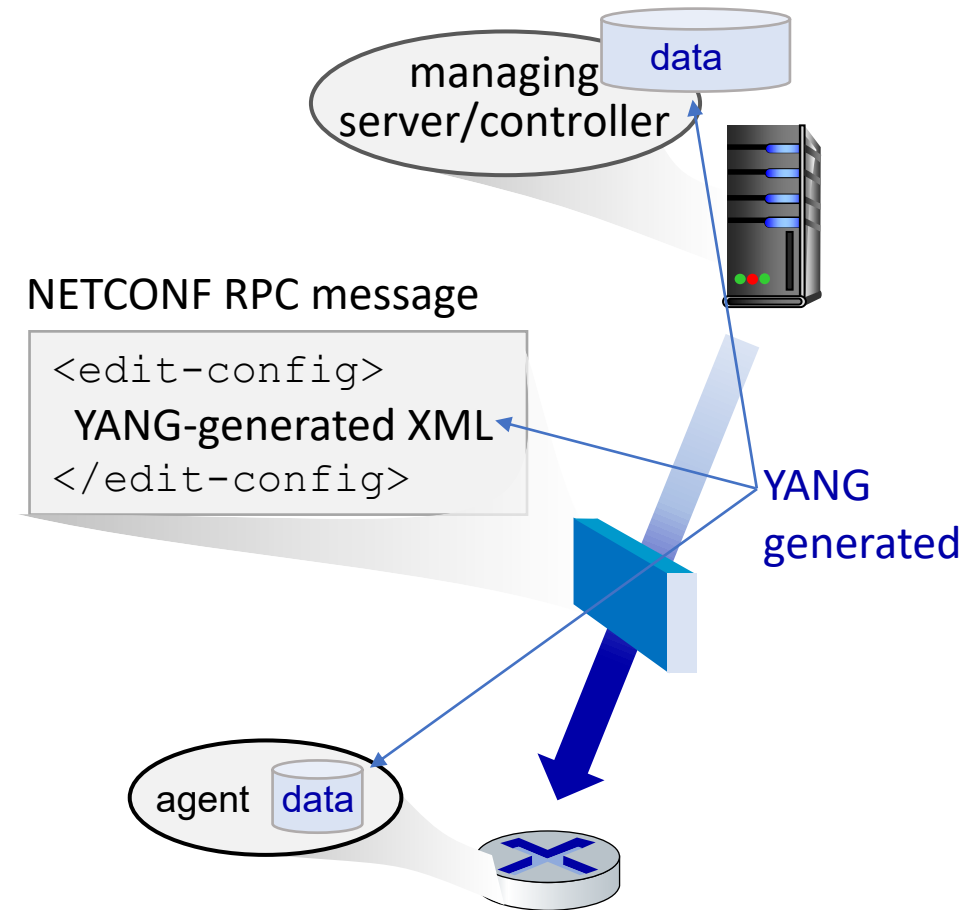 data
managing
server/controller
NETCONF RPC message
<edit-config>
YANG-generated XML
</edit-config>
YANG
generated
agent data